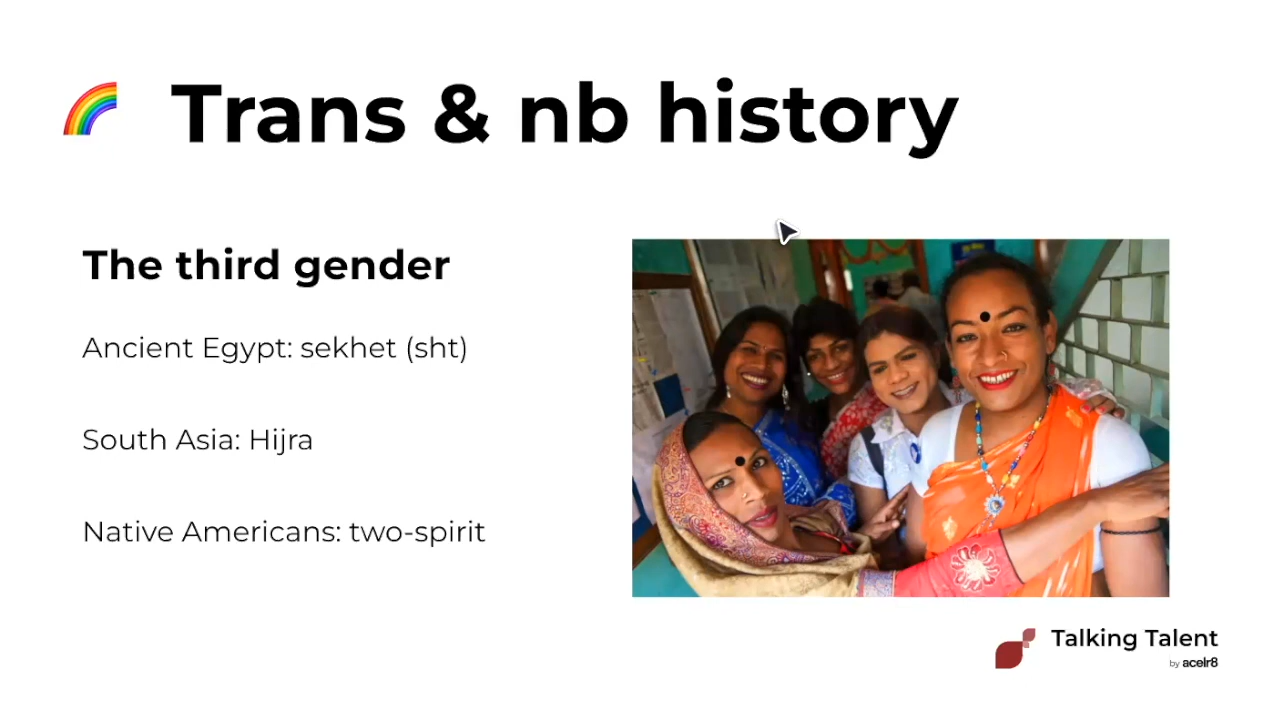 Trans & nb history
The third gender
Ancient Egypt: sekhet (sht)
South Asia: Hijra
Native Americans: two-spirit
Talking Talent
by acelr8